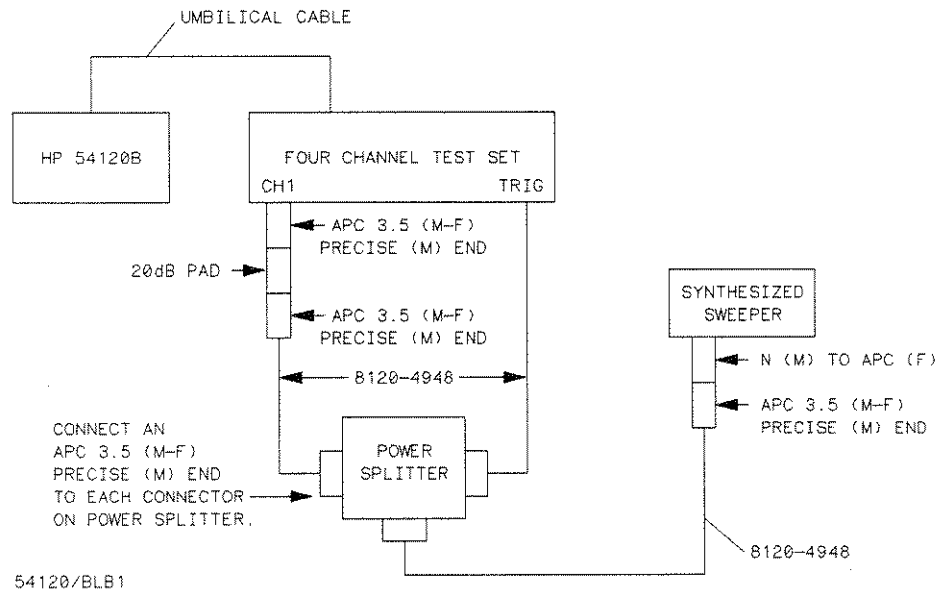 UMBILICAL CABLE
HP 54120B
FOUR CHANNEL TEST SET
CH1
TRIG
APC 3.5 (M-F)
PRECISE (M) END
20dB PAD
APC 3.5 (M-F)
PRECISE (M) END
SYNTHESIZED
SWEEPER
N (M) TO APC (F)
8120-4948
APC 3.5 (M-F)
PRECISE (M) END
CONNECT AN
APC 3.5 (M-F)
PRECISE (M) END
TO EACH CONNECTOR
ON POWER SPLITTER.
POWER
SPLITTER
8120-4948
54120/BLB1